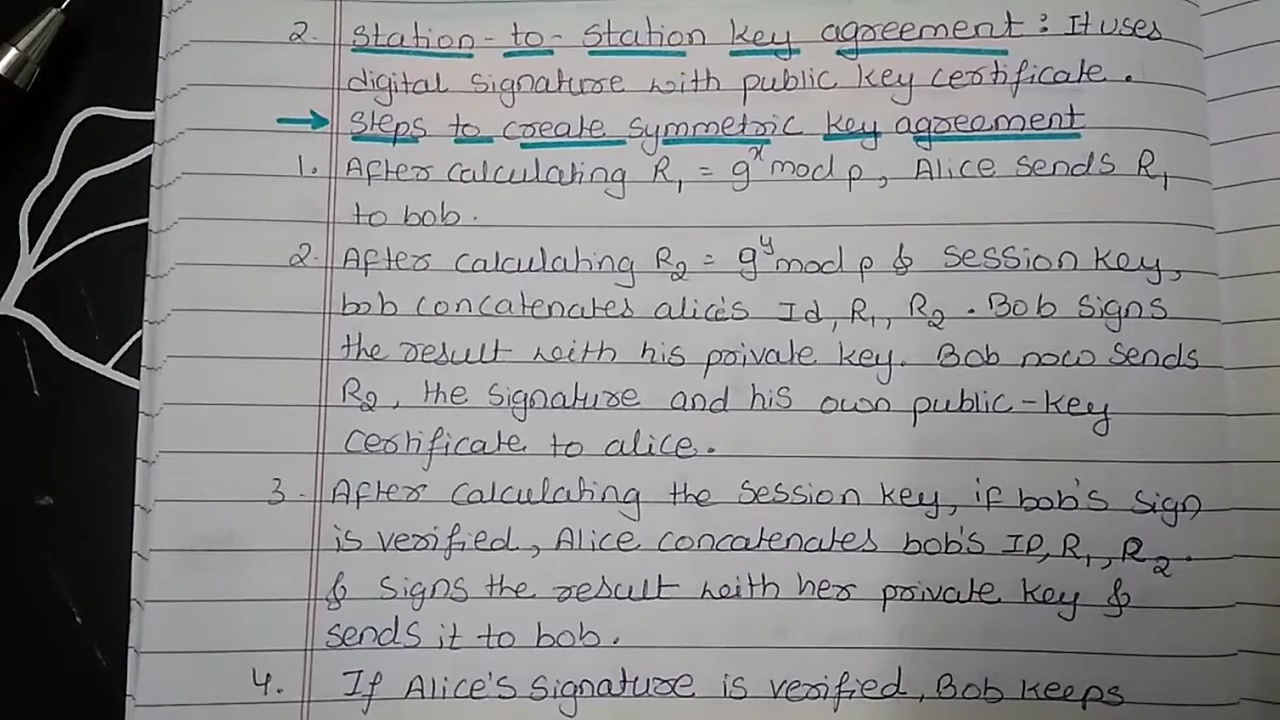 2. Station-to-Station key agreement : It uses
digital signature with public key certificate.
→ Steps to create symmetric key agreement
1. After calculating R₁ = gˣ mod p, Alice sends R₁
to bob.
2. After calculating R₂ = gʸ mod p & session key,
bob concatenates alice's Id, R₁, R₂. Bob signs
the result with his private key. Bob now sends
R₂, the signature and his own public-key
certificate to alice.
3. After calculating the session key, if bob's sign
is verified, Alice concatenates bob's ID, R₁, R₂.
& signs the result with her private key &
sends it to bob.
4. If Alice's signature is verified, Bob keeps